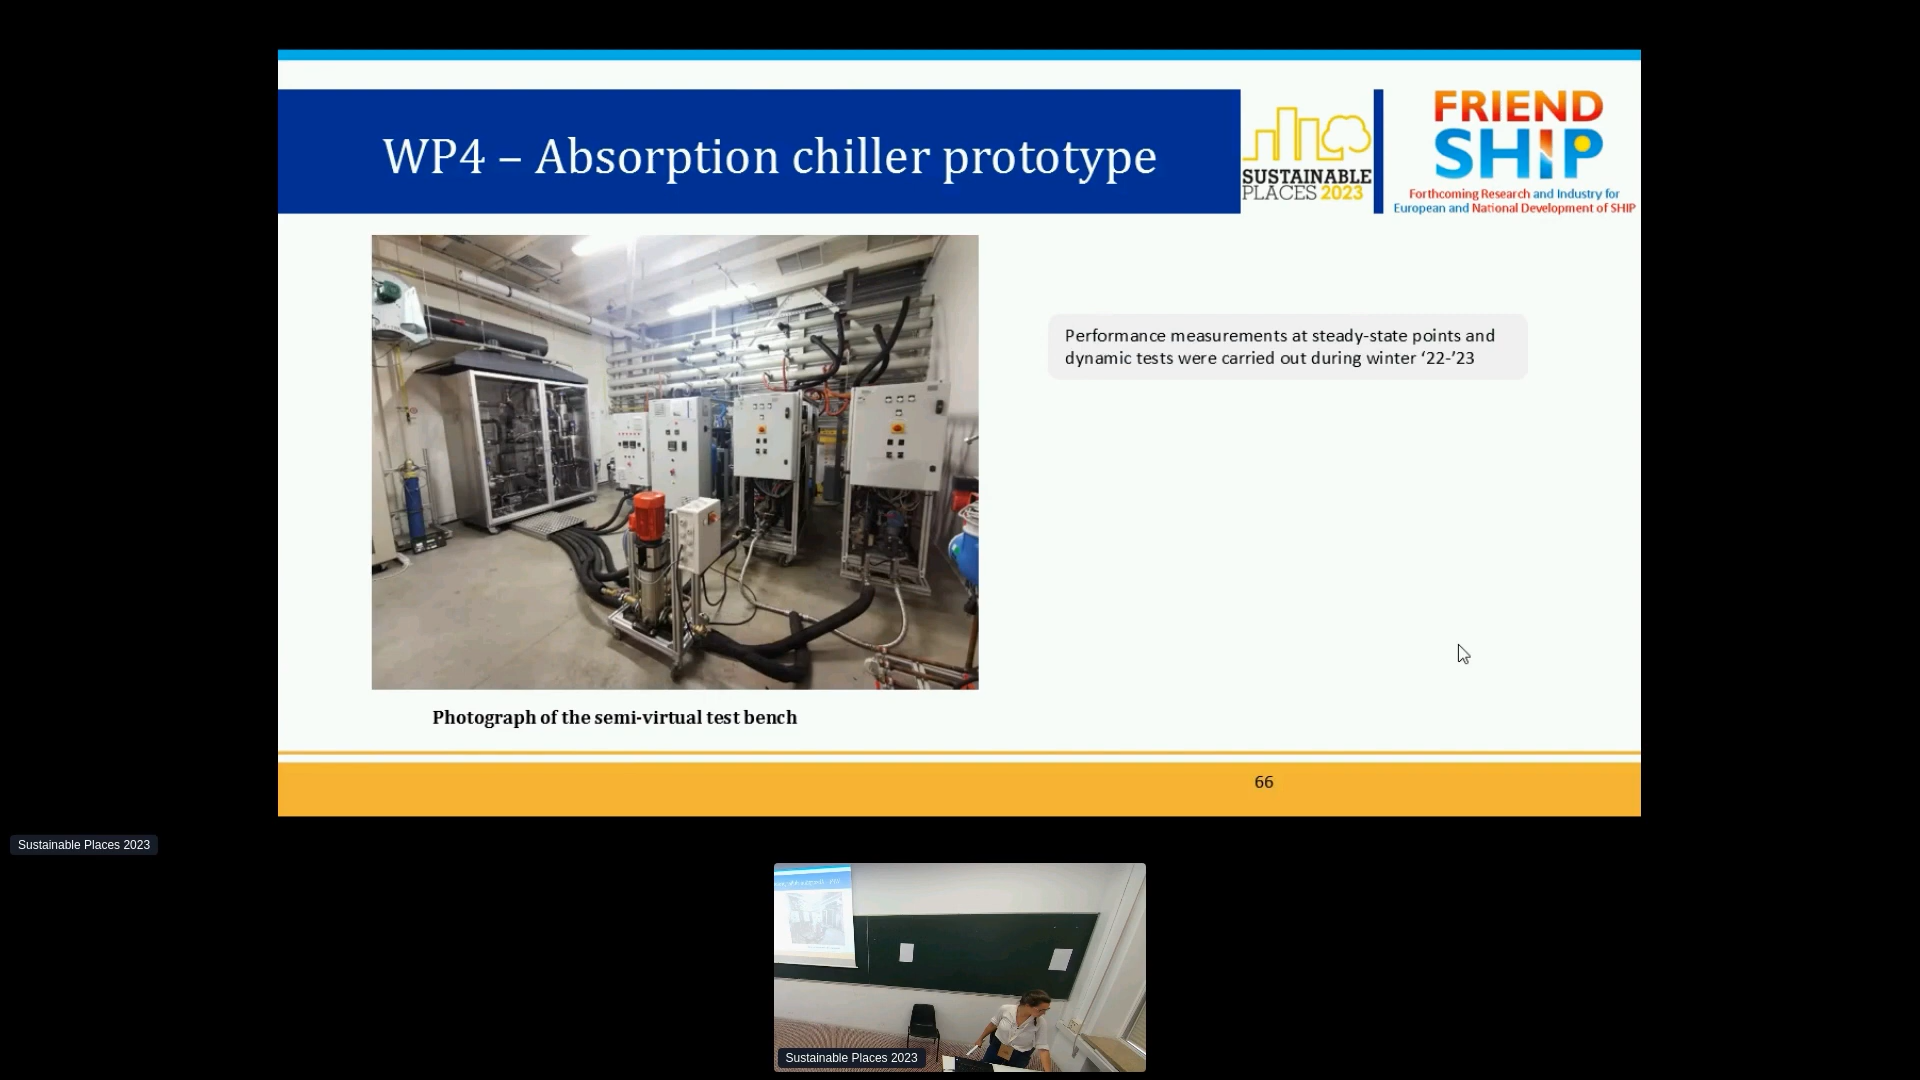 WP4 – Absorption chiller prototype
SUSTAINABLE
PLACES 2023
FRIEND
SHIP
Forthcoming Research and Industry for
European and National Development of SHIP
Performance measurements at steady-state points and
dynamic tests were carried out during winter ‘22-’23
Photograph of the semi-virtual test bench
66
Sustainable Places 2023
Sustainable Places 2023